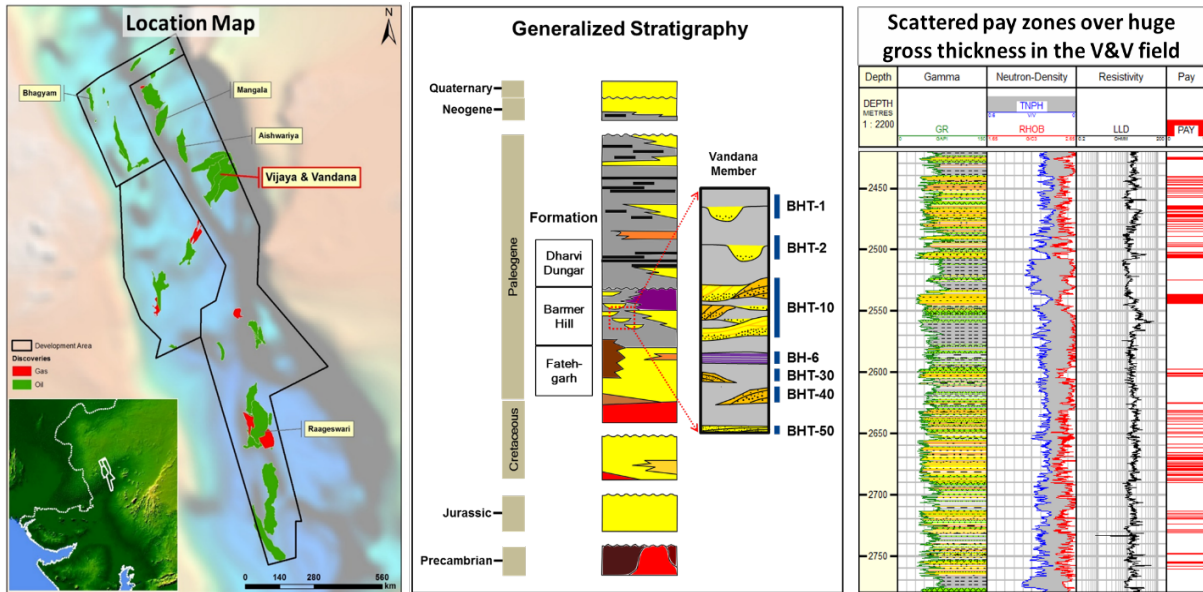 Location Map
N
Bhagyam
Mangala
Aishwariya
Vijaya & Vandana
Raageswari
Development Area
Discoveries
Gas
Oil
0 140 280 560
km
Generalized Stratigraphy
Quaternary
Neogene
Paleogene
Cretaceous
Jurassic
Precambrian
Formation
Dharvi
Dungar
Barmer
Hill
Fateh-
garh
Vandana
Member
BHT-1
BHT-2
BHT-10
BH-6
BHT-30
BHT-40
BHT-50
Scattered pay zones over huge
gross thickness in the V&V field
Depth Gamma Neutron-Density Resistivity Pay
DEPTH
METRES
1 : 2200
GR
TNPH
RHOB
LLD
PAY
2450
2500
2550
2600
2650
2700
2750